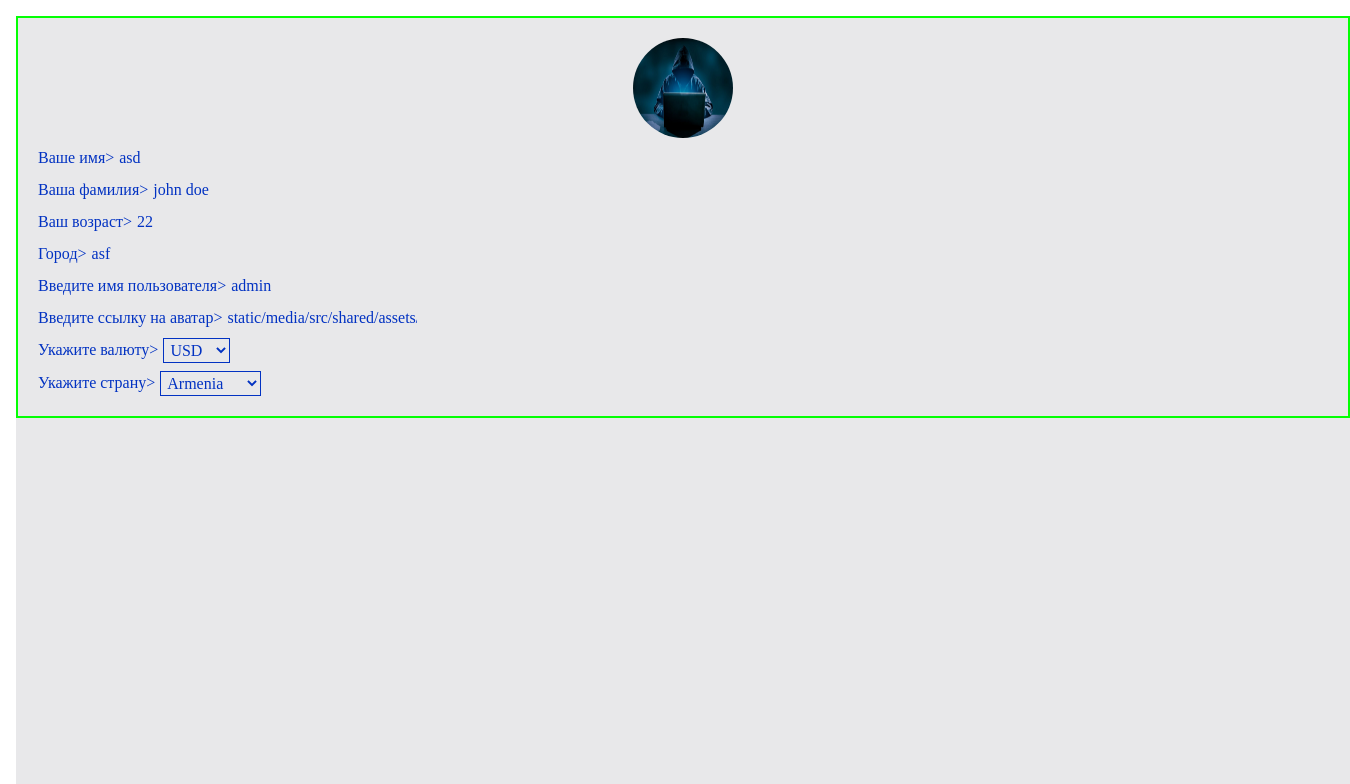 Ваше имя> asd
Ваша фамилия> john doe
Ваш возраст> 22
Город> asf
Введите имя пользователя> admin
Введите ссылку на аватар> static/media/src/shared/assets
Укажите валюту> USD
Укажите страну> Armenia